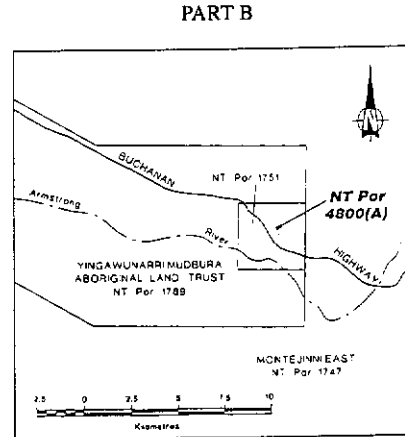 PART B
BUCHANAN
NT Por 1751
NT Por
4800(A)
Armstrong
River
HIGHWAY
YINGAWUNARRI MUDBURA
ABORIGINAL LAND TRUST
NT Por 1789
MONTEJINNI EAST
NT Por 1747
2.5 0 2.5 5 7.5 10
Kilometres